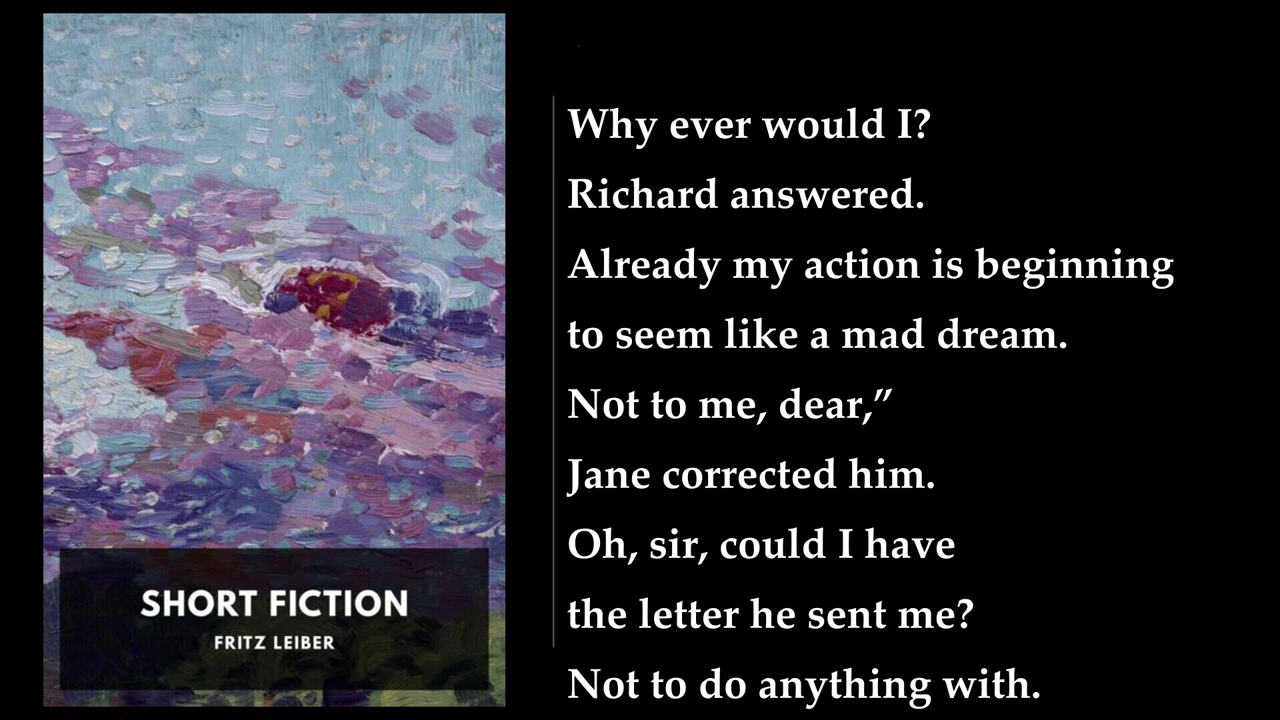 SHORT FICTION
FRITZ LEIBER
Why ever would I?
Richard answered.
Already my action is beginning
to seem like a mad dream.
Not to me, dear,”
Jane corrected him.
Oh, sir, could I have
the letter he sent me?
Not to do anything with.